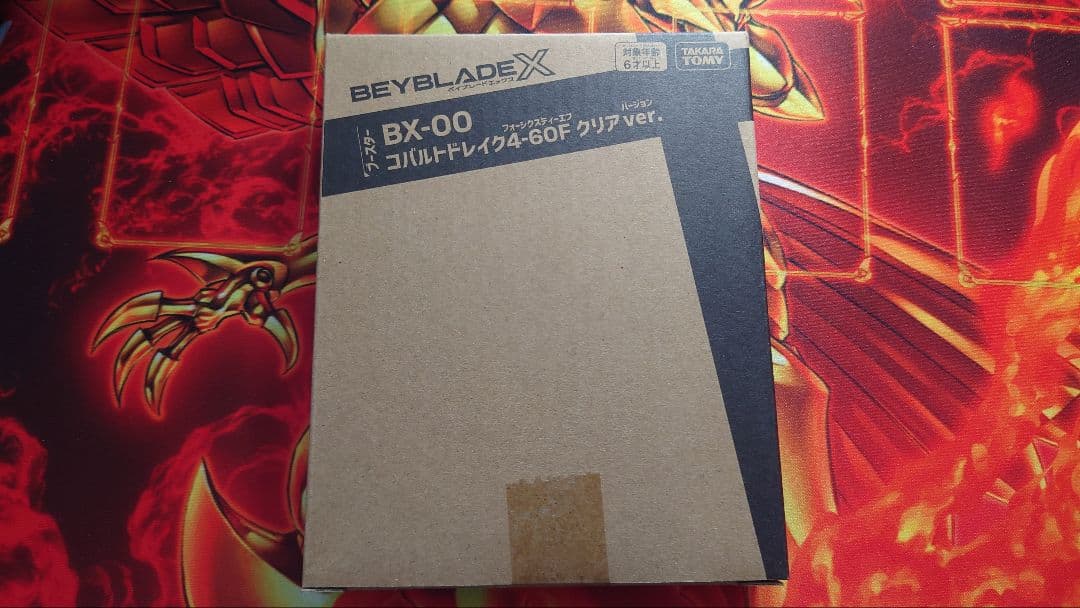 BEYBLADE X
ベイブレードエックス
対象年齢
6才以上
TAKARA
TOMY
ブースター
BX-00
フォーシクスティーエフ
バージョン
コバルトドレイク4-60F クリアver.